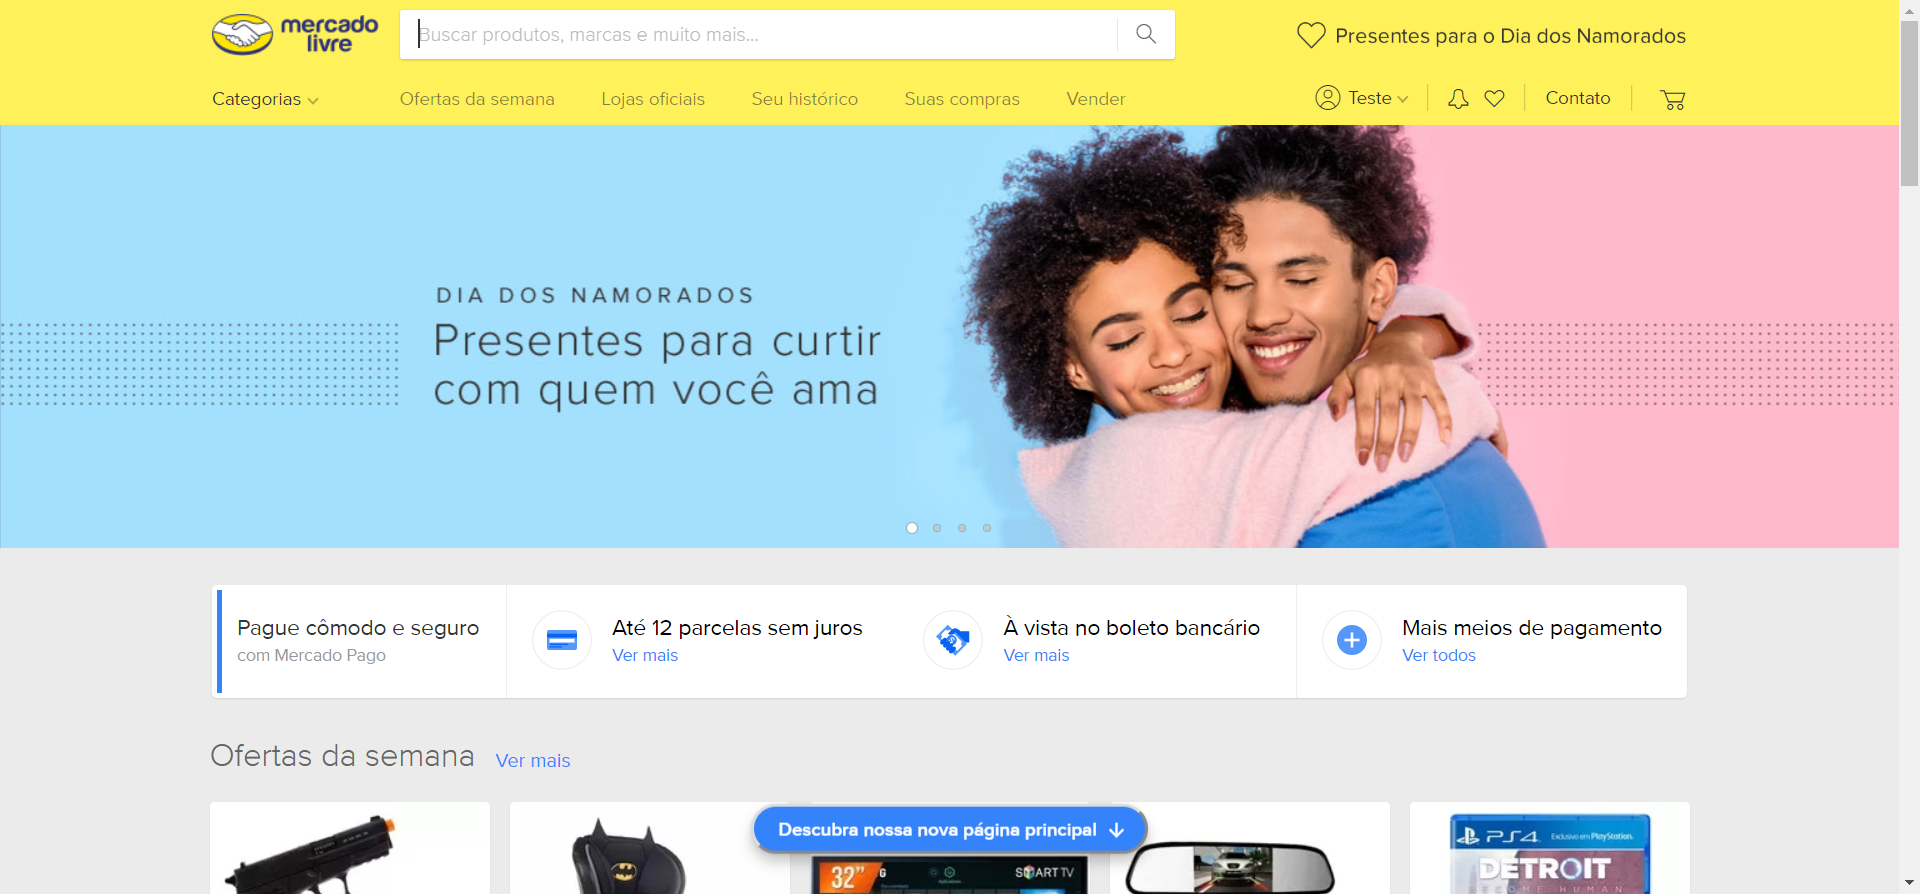 mercado
livre
Buscar produtos, marcas e muito mais...
Presentes para o Dia dos Namorados
Categorias
Ofertas da semana
Lojas oficiais
Seu histórico
Suas compras
Vender
Teste
Contato
DIA DOS NAMORADOS
Presentes para curtir
com quem você ama
Pague cômodo e seguro
com Mercado Pago
Até 12 parcelas sem juros
Ver mais
À vista no boleto bancário
Ver mais
Mais meios de pagamento
Ver todos
Ofertas da semana
Ver mais
Descubra nossa nova página principal
32"
SMART TV
PS4
Exclusivo em PlayStation.
DETROIT
BECOME HUMAN